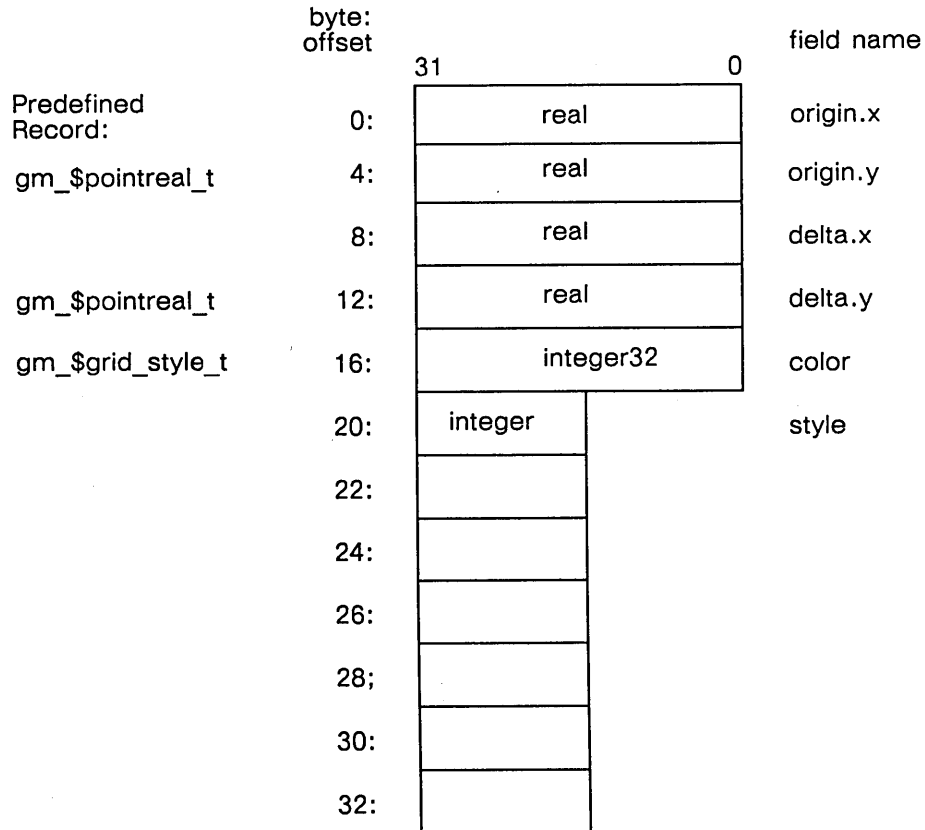 byte:
offset
field name
31 0
Predefined
Record:
0: real origin.x
gm_$pointreal_t 4: real origin.y
8: real delta.x
gm_$pointreal_t 12: real delta.y
gm_$grid_style_t 16: integer32 color
20: integer style
22:
24:
26:
28;
30:
32: